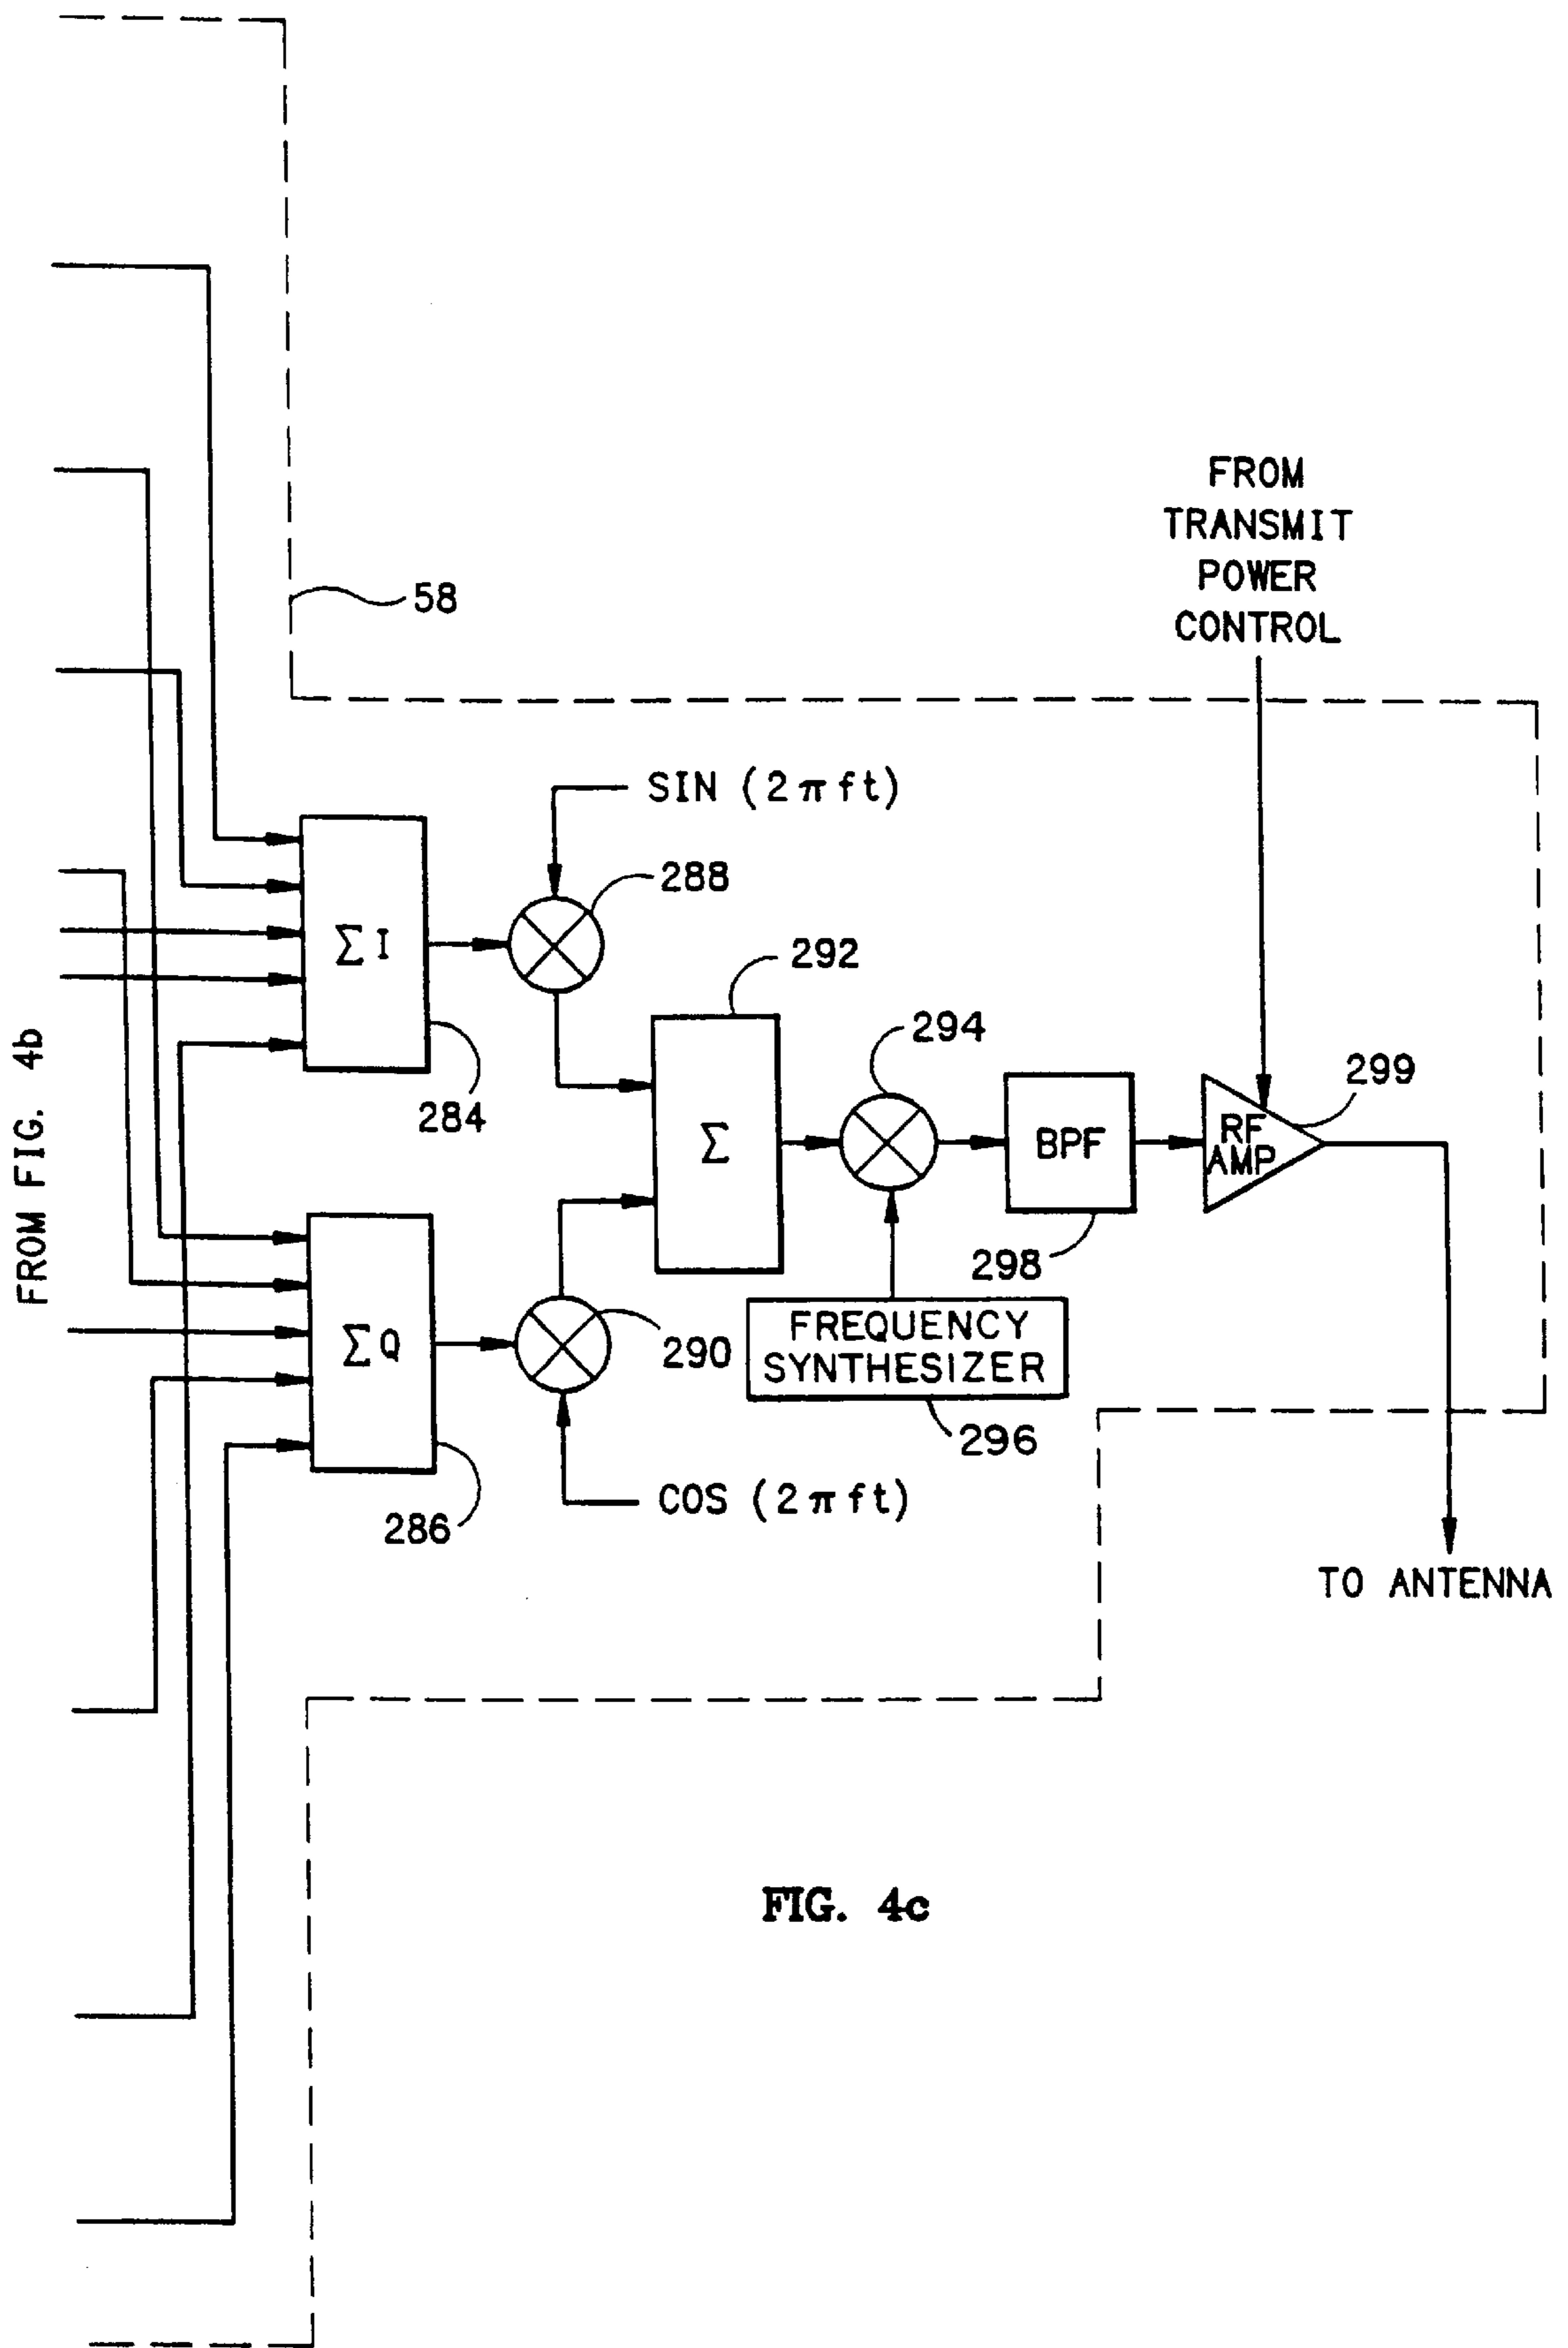 FROM
TRANSMIT
POWER
CONTROL
58
SIN (2πft)
288
ΣI
284
292
Σ
294
BPF
298
RF
AMP
299
FROM FIG. 4b
ΣQ
286
290
COS (2πft)
FREQUENCY
SYNTHESIZER
296
TO ANTENNA
FIG. 4c